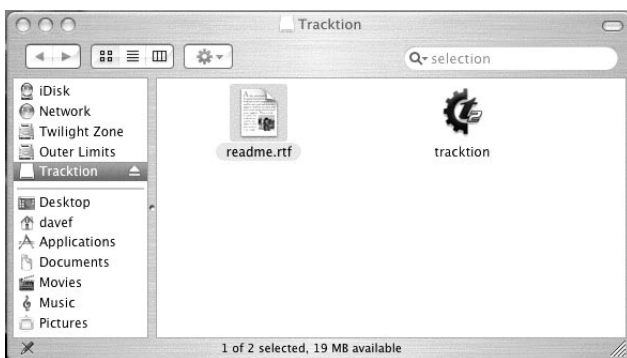 Tracktion
selection
iDisk
Network
Twilight Zone
Outer Limits
Tracktion
Desktop
davef
Applications
Documents
Movies
Music
Pictures
readme.rtf
tracktion
1 of 2 selected, 19 MB available